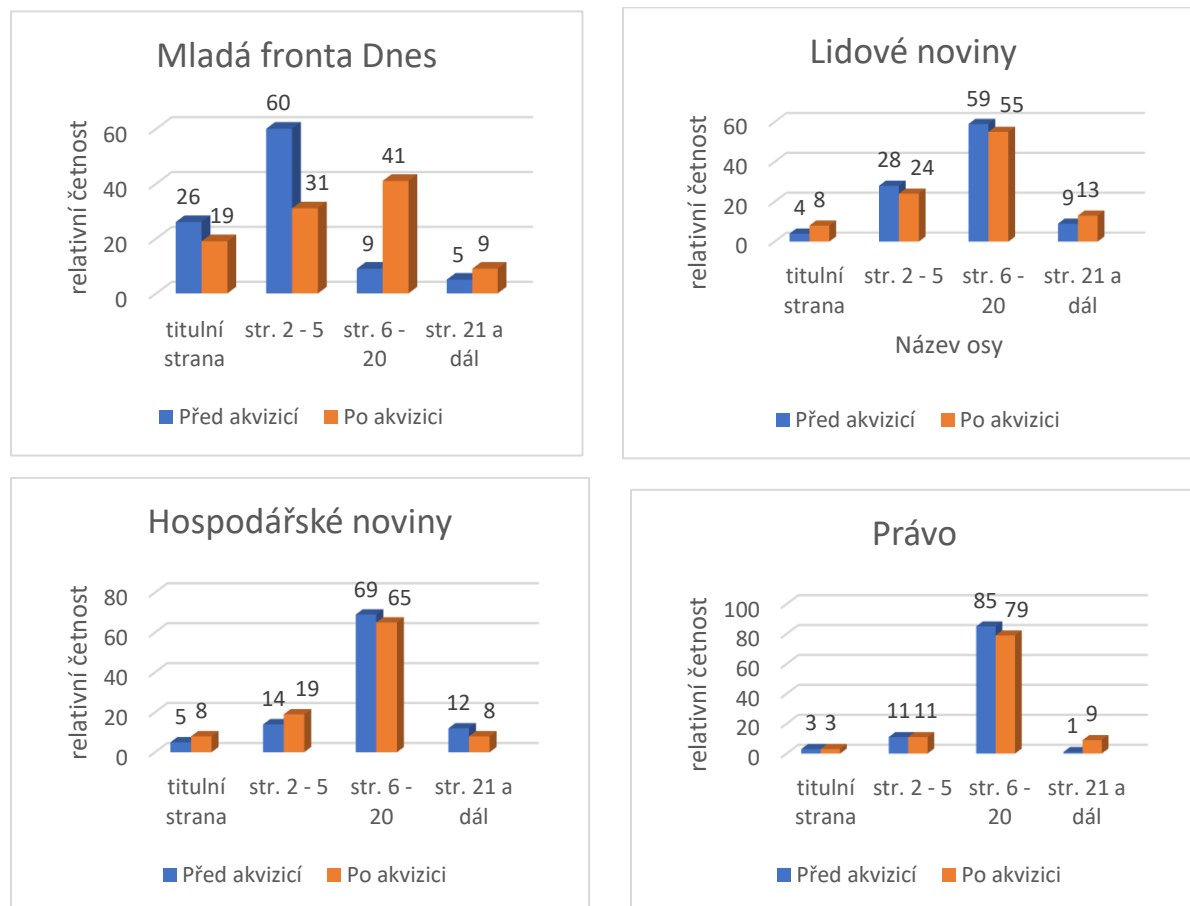 Mladá fronta Dnes
relativní četnost
60
40
20
0
26
19
60
31
9
41
5
9
titulní
strana
str. 2 - 5
str. 6 -
20
str. 21 a
dál
Před akvizicí
Po akvizici
Lidové noviny
relativní četnost
60
40
20
0
4
8
28
24
59
55
9
13
titulní
strana
str. 2 - 5
str. 6 -
20
str. 21 a
dál
Název osy
Před akvizicí
Po akvizici
Hospodářské noviny
relativní četnost
80
60
40
20
0
5
8
14
19
69
65
12
8
titulní
strana
str. 2 - 5
str. 6 -
20
str. 21 a
dál
Před akvizicí
Po akvizici
Právo
relativní četnost
100
80
60
40
20
0
3
3
11
11
85
79
1
9
titulní
strana
str. 2 - 5
str. 6 -
20
str. 21 a
dál
Před akvizicí
Po akvizici